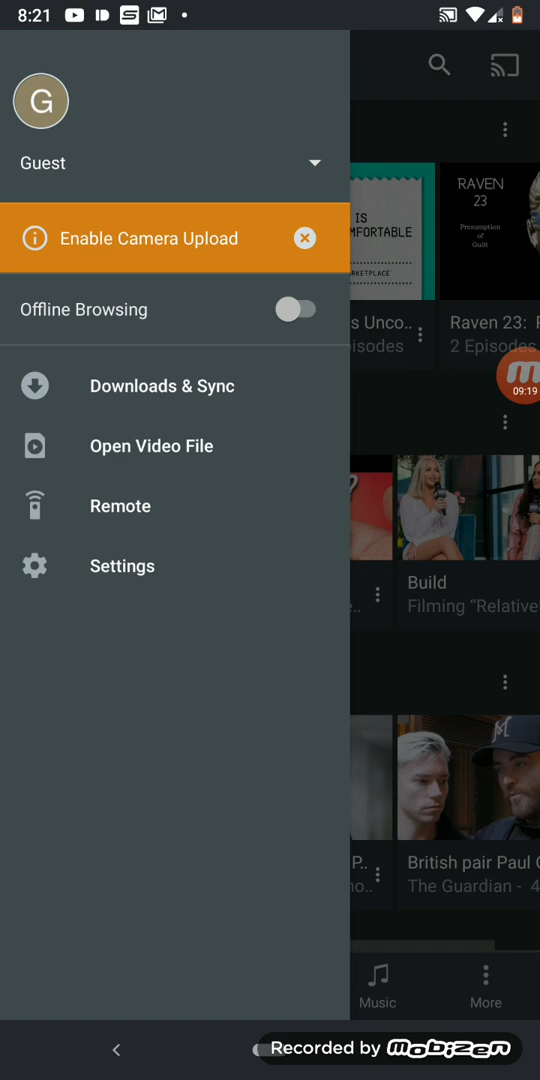 8:21
G
Guest
Enable Camera Upload
Offline Browsing
Downloads & Sync
Open Video File
Remote
Settings
IS
MFORTABLE
MARKETPLACE
RAVEN
23
Presumption
of
Guilt
s Unco..
isodes
Raven 23: F
2 Episodes
09:19
Build
Filming “Relative
e..
P..
no..
British pair Paul
The Guardian - 4
Music
More
Recorded by mobizen